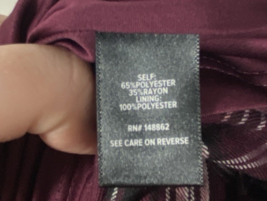 SELF:
65%POLYESTER
35%RAYON
LINING:
100%POLYESTER
RN# 148862
SEE CARE ON REVERSE